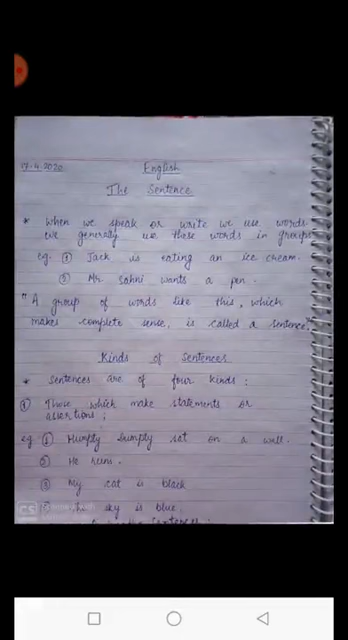 17-4-2020
English
The Sentence
* When we speak or write we use words
We generally use these words in groups
eg. ① Jack is eating an ice cream.
② Mr Sahni wants a pen.
"A group of words like this, which
makes complete sense, is called a sentence."
Kinds of Sentences
* Sentences are of four kinds:
① Those which make statements or
assertions;
eg ① Humpty Dumpty sat on a wall.
② He runs.
③ My cat is black
sky is blue.
Sentences:
CS